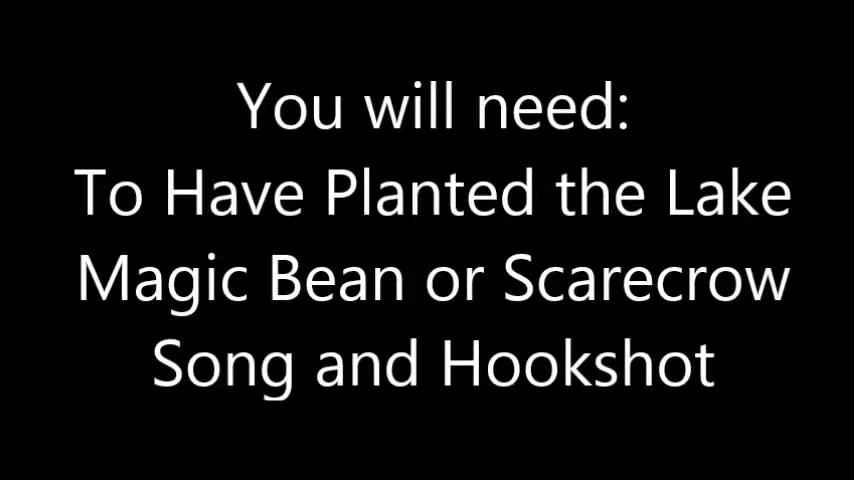 You will need:
To Have Planted the Lake
Magic Bean or Scarecrow
Song and Hookshot